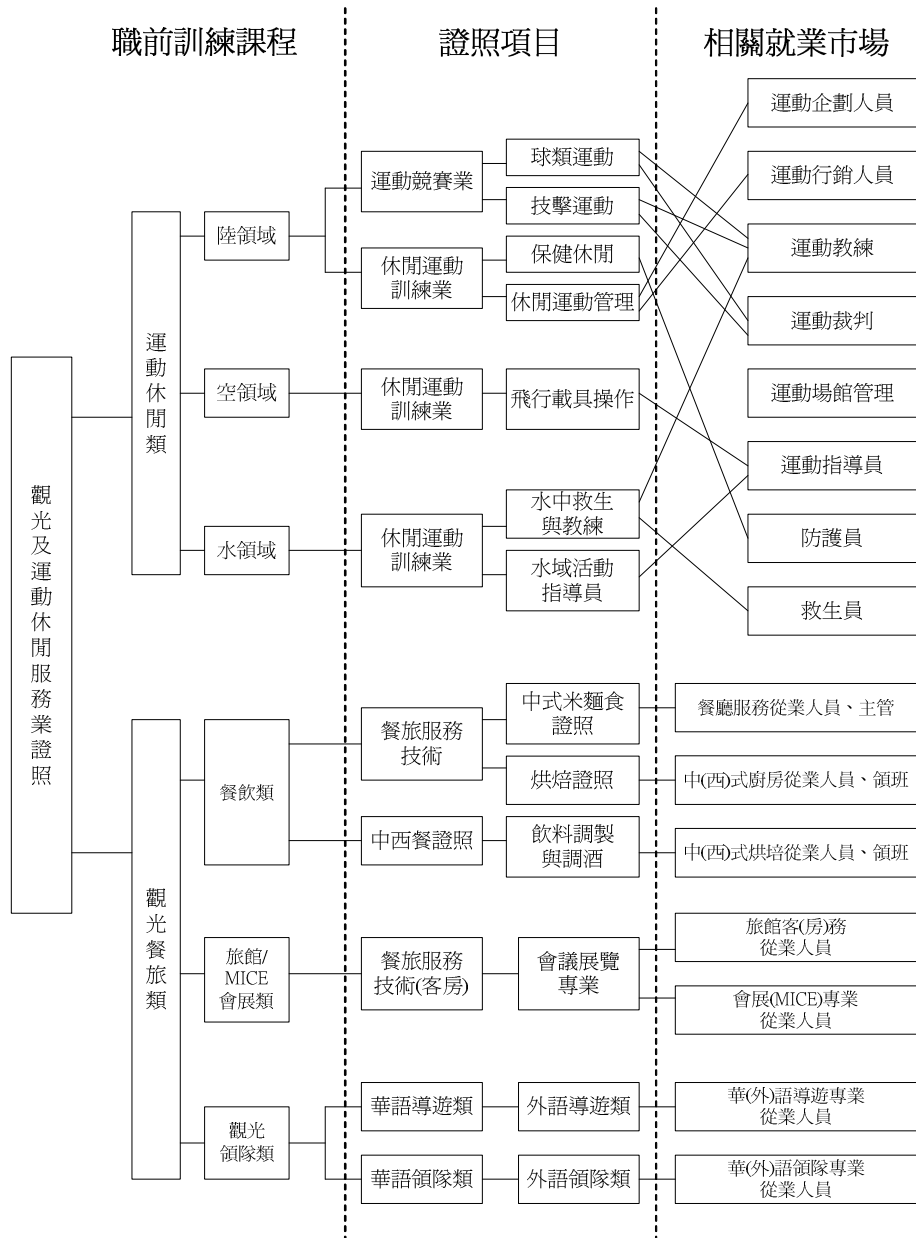 職前訓練課程
證照項目
相關就業市場
觀光及運動休閒服務業證照
運動休閒類
陸領域
運動競賽業
球類運動
技擊運動
休閒運動
訓練業
保健休閒
休閒運動管理
空領域
休閒運動
訓練業
飛行載具操作
水領域
休閒運動
訓練業
水中救生
與教練
水域活動
指導員
運動企劃人員
運動行銷人員
運動教練
運動裁判
運動場館管理
運動指導員
防護員
救生員
觀光餐旅類
餐飲類
餐旅服務
技術
中式米麵食
證照
餐廳服務從業人員、主管
烘焙證照
中(西)式廚房從業人員、領班
中西餐證照
飲料調製
與調酒
中(西)式烘培從業人員、領班
旅館/
MICE
會展類
餐旅服務
技術(客房)
會議展覽
專業
旅館客(房)務
從業人員
會展(MICE)專業
從業人員
觀光
領隊類
華語導遊類
外語導遊類
華(外)語導遊專業
從業人員
華語領隊類
外語領隊類
華(外)語領隊專業
從業人員